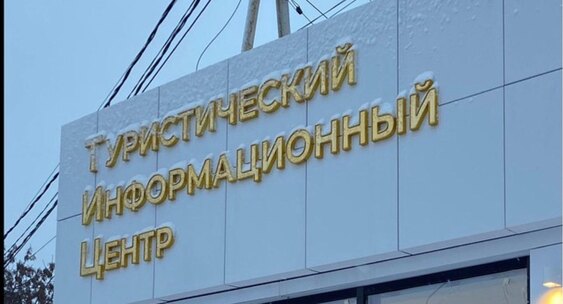 Туристический
Информационный
Центр